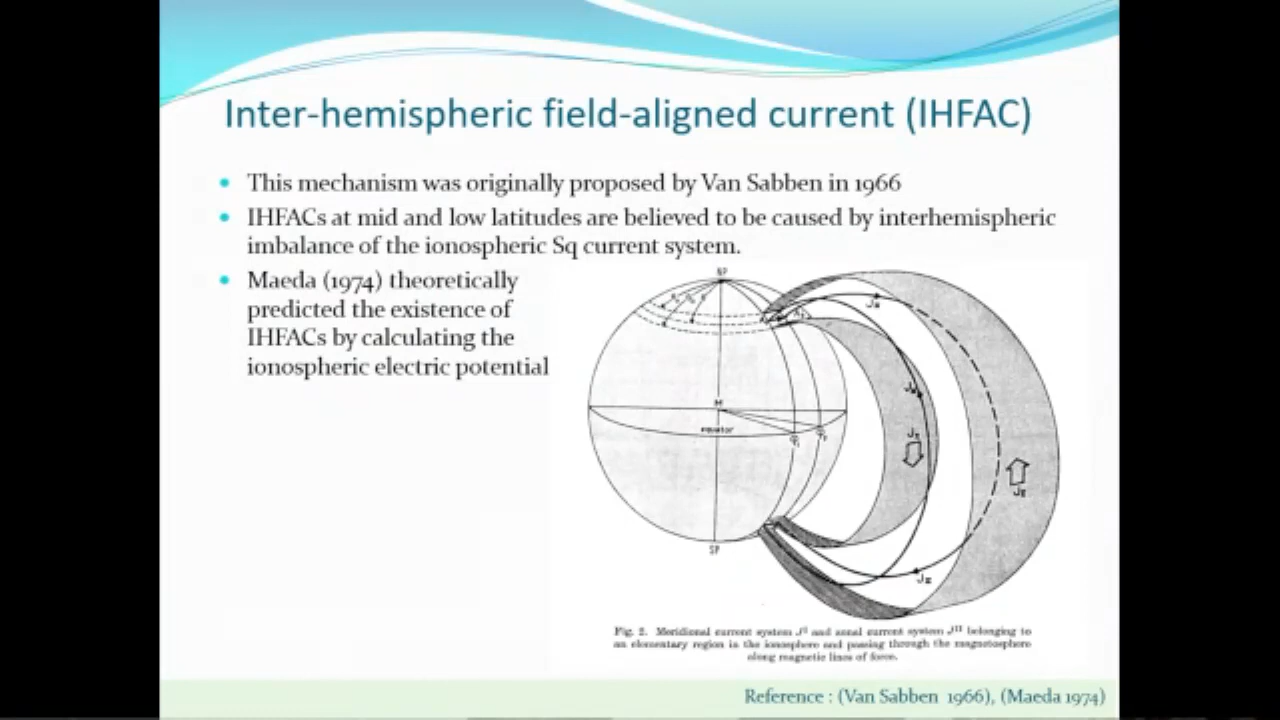 Inter-hemispheric field-aligned current (IHFAC)
This mechanism was originally proposed by Van Sabben in 1966
IHFACs at mid and low latitudes are believed to be caused by interhemispheric
imbalance of the ionospheric Sq current system.
Maeda (1974) theoretically
predicted the existence of
IHFACs by calculating the
ionospheric electric potential
NP
M
equator
SP
Fig. 2. Meridional current system J^I and zonal current system J^II belonging to
an elementary region in the ionosphere and passing through the magnetosphere
along magnetic lines of force.
Reference : (Van Sabben 1966), (Maeda 1974)